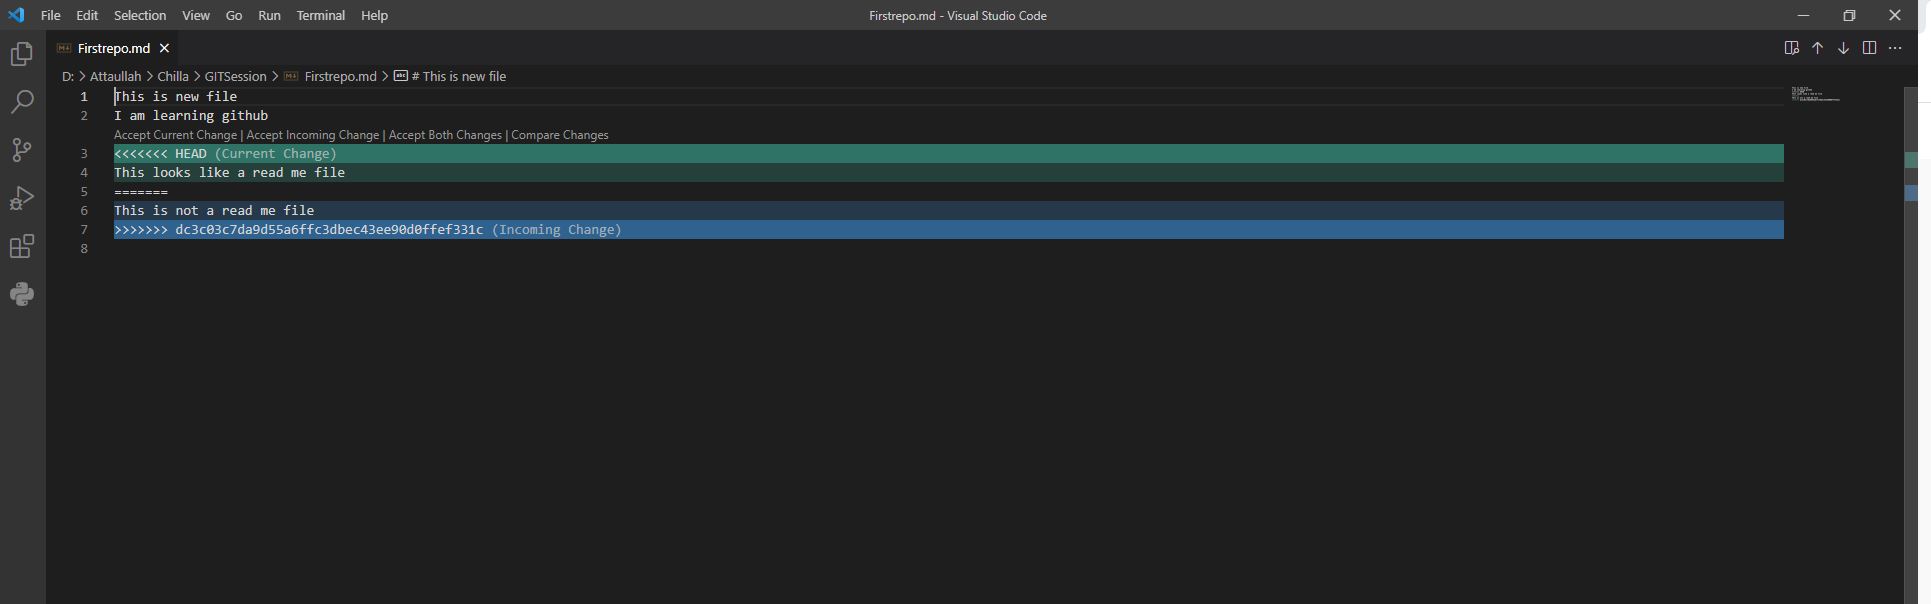 File Edit Selection View Go Run Terminal Help
Firstrepo.md - Visual Studio Code
Firstrepo.md
D: > Attaullah > Chilla > GITSession > Firstrepo.md > # This is new file
1 This is new file
2 I am learning github
Accept Current Change | Accept Incoming Change | Accept Both Changes | Compare Changes
3 <<<<<<< HEAD (Current Change)
4 This looks like a read me file
5 =======
6 This is not a read me file
7 >>>>>>> dc3c03c7da9d55a6ffc3dbec43ee90d0ffef331c (Incoming Change)
8